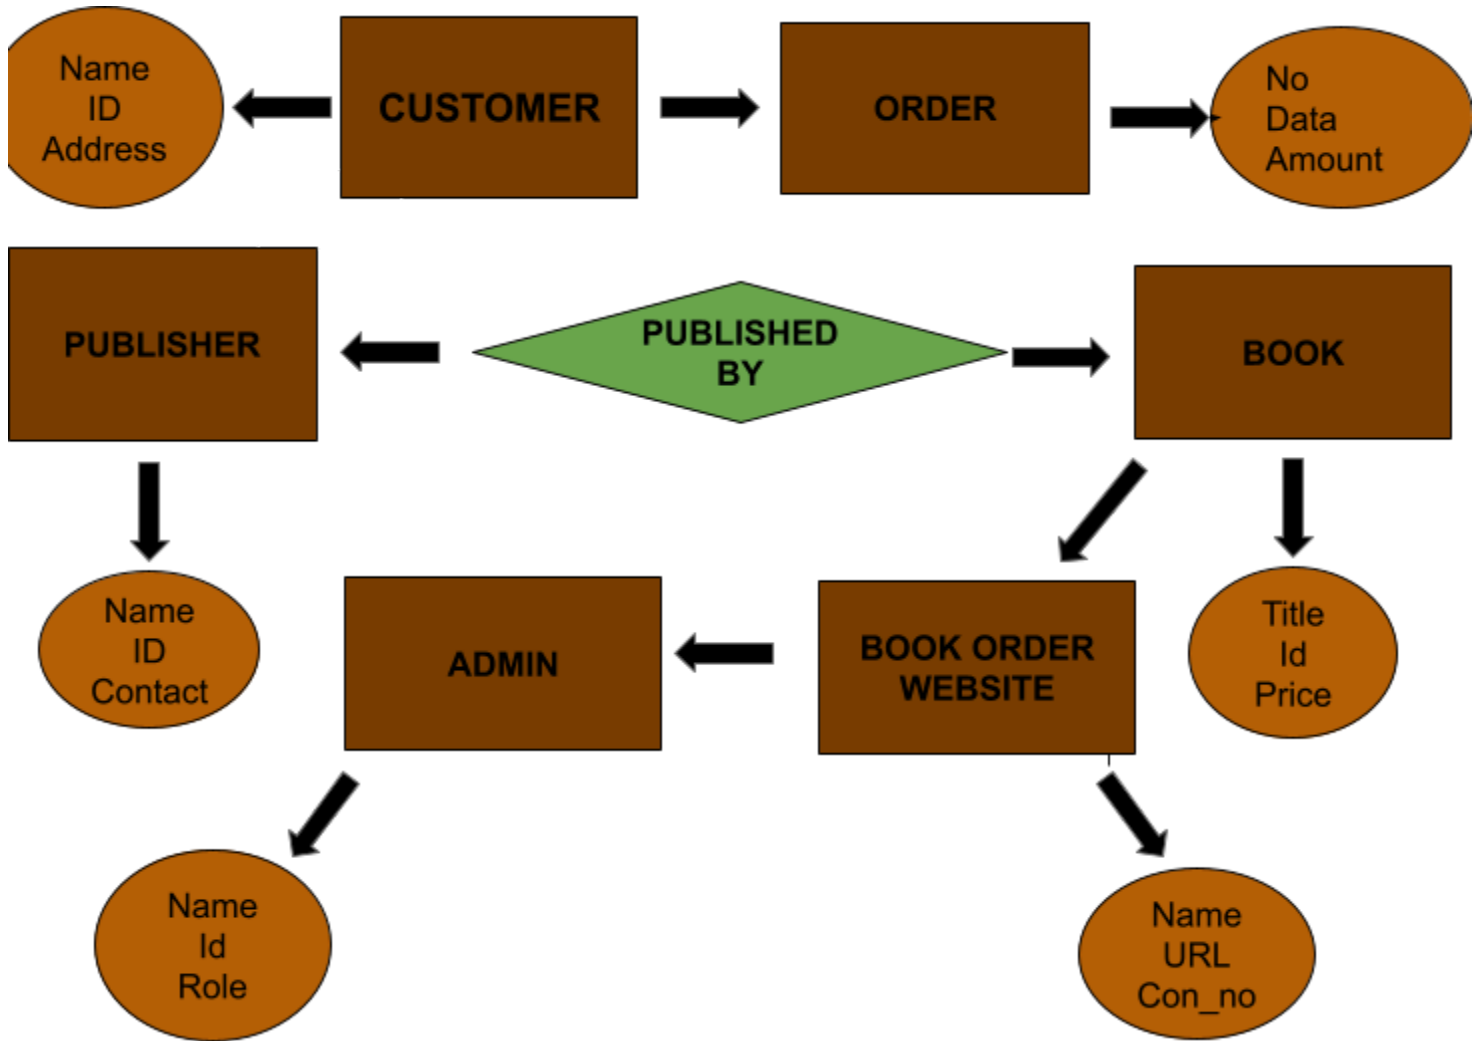 Name
ID
Address
CUSTOMER
ORDER
No
Data
Amount
PUBLISHER
PUBLISHED
BY
BOOK
Name
ID
Contact
ADMIN
BOOK ORDER
WEBSITE
Title
Id
Price
Name
Id
Role
Name
URL
Con_no